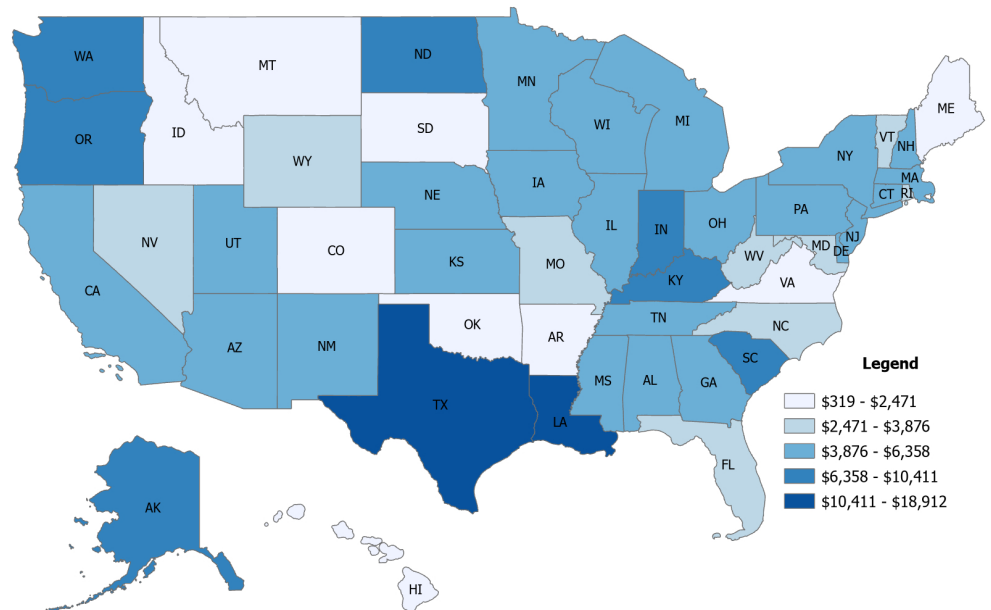 WA
MT
ND
MN
ME
OR
ID
SD
WI
MI
VT
NH
NY
WY
MA
NE
IA
CT
RI
PA
NV
UT
CO
IL
IN
OH
NJ
KS
MO
WV
MD
DE
CA
KY
VA
AZ
NM
OK
AR
TN
NC
MS
AL
GA
SC
TX
LA
FL
AK
HI
Legend
$319 - $2,471
$2,471 - $3,876
$3,876 - $6,358
$6,358 - $10,411
$10,411 - $18,912